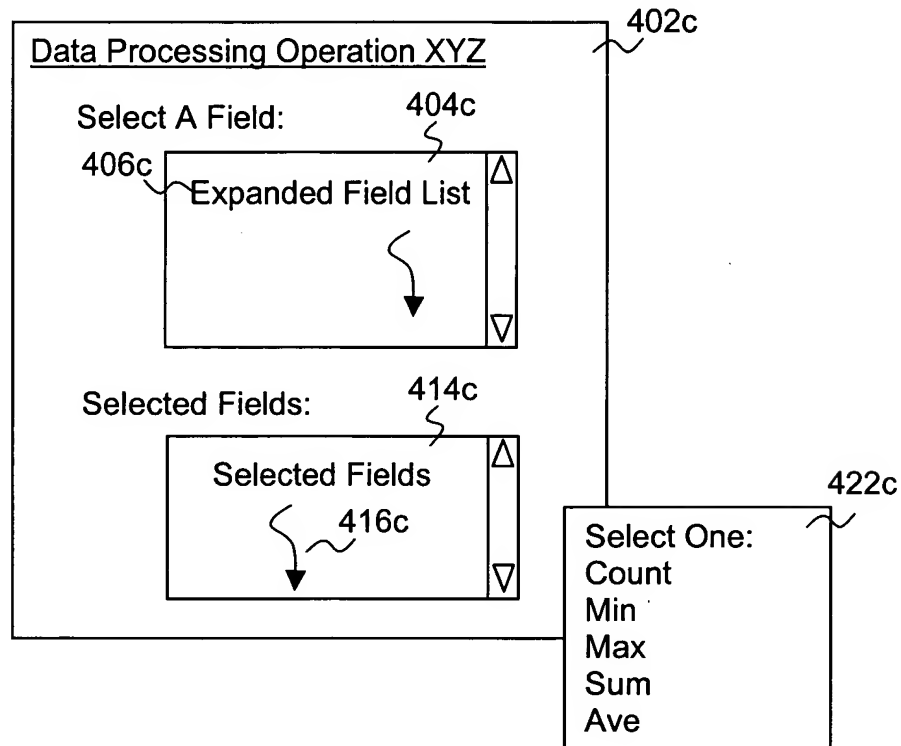 402c
Data Processing Operation XYZ
404c
Select A Field:
406c
Expanded Field List
414c
Selected Fields:
Selected Fields
416c
422c
Select One:
Count
Min
Max
Sum
Ave